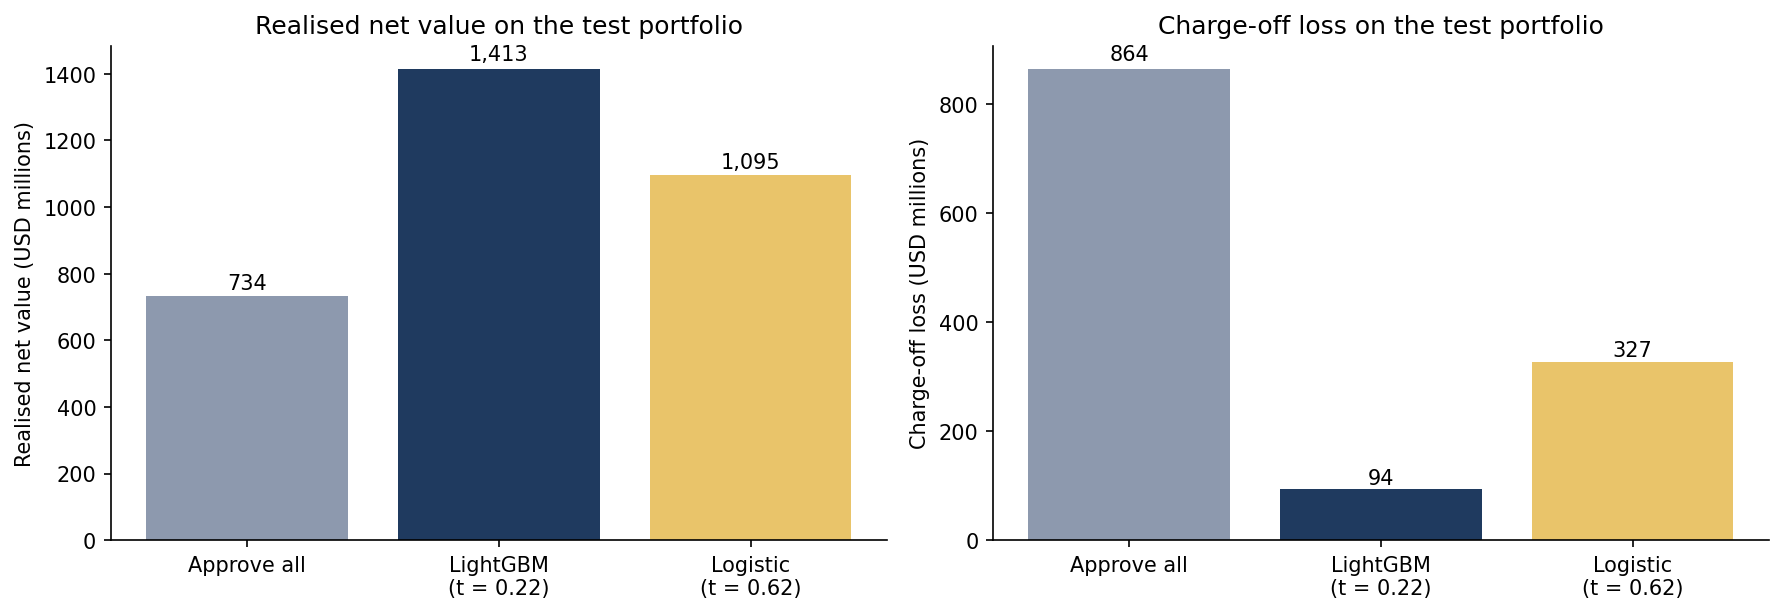 Realised net value on the test portfolio
Realised net value (USD millions)
1400
1200
1000
800
600
400
200
0
734
1,413
1,095
Approve all
LightGBM
(t = 0.22)
Logistic
(t = 0.62)
Charge-off loss on the test portfolio
Charge-off loss (USD millions)
800
600
400
200
0
864
94
327
Approve all
LightGBM
(t = 0.22)
Logistic
(t = 0.62)